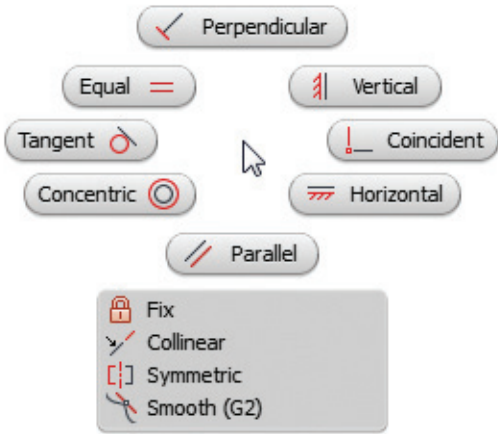 Perpendicular
Equal
Vertical
Tangent
Coincident
Concentric
Horizontal
Parallel
Fix
Collinear
Symmetric
Smooth (G2)